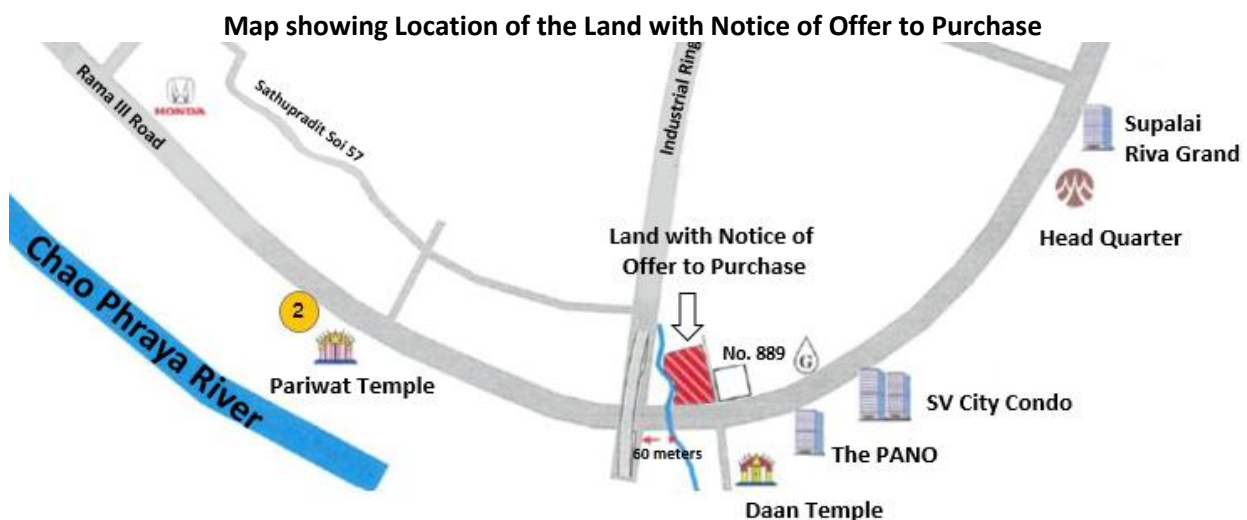 Map showing Location of the Land with Notice of Offer to Purchase
Rama III Road
HONDA
Sathupradit Soi 57
Industrial Ring
Supalai
Riva Grand
Head Quarter
Land with Notice of
Offer to Purchase
Chao Phraya River
2
Pariwat Temple
No. 889
G
SV City Condo
60 meters
The PANO
Daan Temple